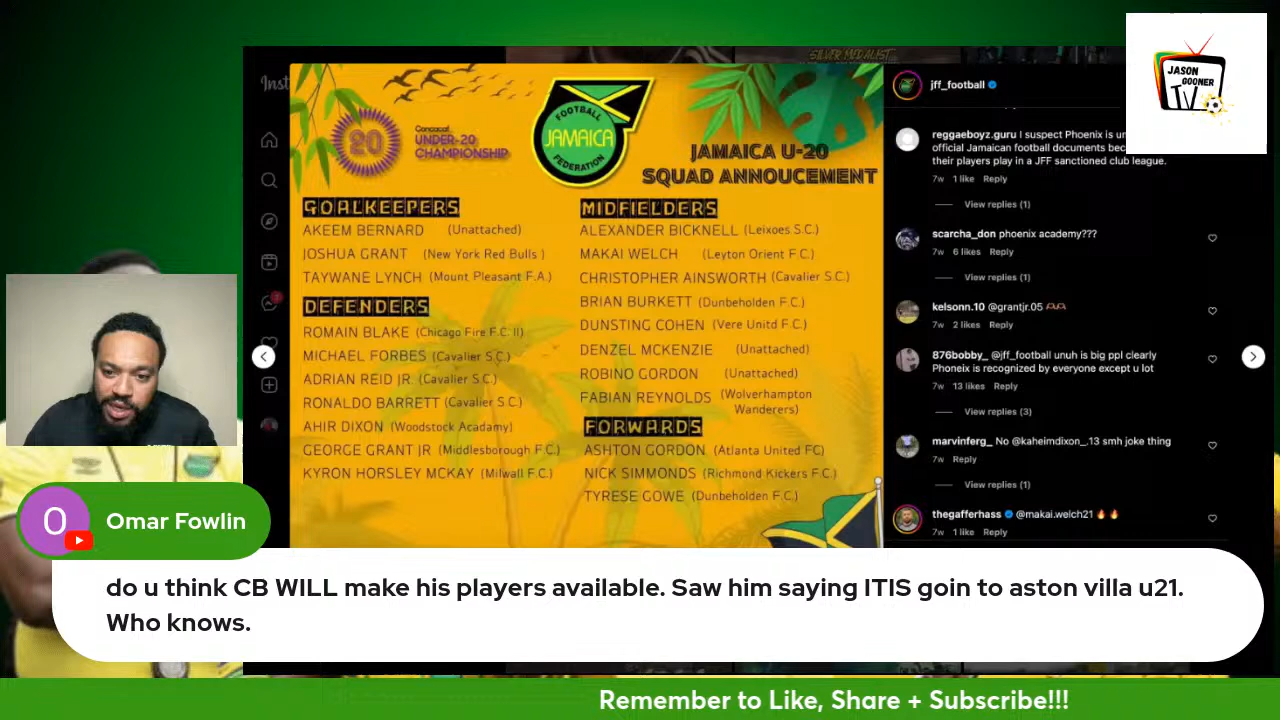 JASON
GOONER
TV
Inst
SILVER MEDALIST
20
Concacaf
UNDER-20
CHAMPIONSHIP
FOOTBALL
JAMAICA
FEDERATION
JAMAICA U-20
SQUAD ANNOUCEMENT
GOALKEEPERS
AKEEM BERNARD (Unattached)
JOSHUA GRANT (New York Red Bulls )
TAYWANE LYNCH (Mount Pleasant F.A.)
DEFENDERS
ROMAIN BLAKE (Chicago Fire F.C. II)
MICHAEL FORBES (Cavalier S.C.)
ADRIAN REID JR. (Cavalier S.C.)
RONALDO BARRETT (Cavalier S.C.)
AHIR DIXON (Woodstock Acadamy)
GEORGE GRANT JR (Middlesborough F.C.)
KYRON HORSLEY MCKAY (Milwall F.C.)
MIDFIELDERS
ALEXANDER BICKNELL (Leixoes S.C.)
MAKAI WELCH (Leyton Orient F.C.)
CHRISTOPHER AINSWORTH (Cavalier S.C.)
BRIAN BURKETT (Dunbeholden F.C.)
DUNSTING COHEN (Vere Unitd F.C.)
DENZEL MCKENZIE (Unattached)
ROBINO GORDON (Unattached)
FABIAN REYNOLDS (Wolverhampton
Wanderers)
FORWARDS
ASHTON GORDON (Atlanta United FC)
NICK SIMMONDS (Richmond Kickers F.C.)
TYRESE GOWE (Dunbeholden F.C.)
jff_football
reggaeboyz.guru I suspect Phoenix is un
official Jamaican football documents bec
their players play in a JFF sanctioned club league.
7w 1 like Reply
View replies (1)
scarcha_don phoenix academy???
7w 6 likes Reply
View replies (1)
kelsonn.10 @grantjr.05
7w 2 likes Reply
876bobby_ @jff_football unuh is big ppl clearly
Phoneix is recognized by everyone except u lot
7w 13 likes Reply
View replies (3)
marvinferg_ No @kaheimdixon_.13 smh joke thing
7w Reply
View replies (1)
thegafferhass @makai.welch21 🔥 🔥
7w 1 like Reply
O
Omar Fowlin
do u think CB WILL make his players available. Saw him saying ITIS goin to aston villa u21.
Who knows.
Remember to Like, Share + Subscribe!!!